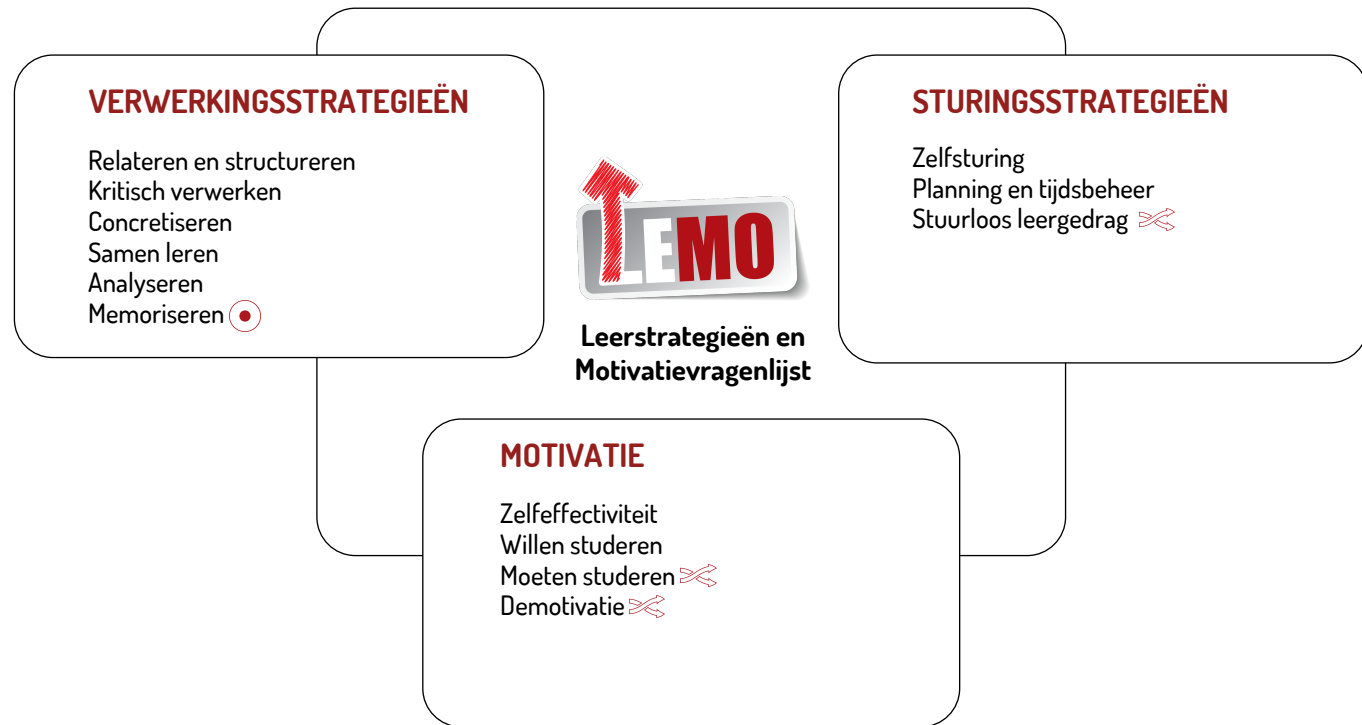 VERWERKINGSSTRATEGIEËN
Relateren en structureren
Kritisch verwerken
Concretiseren
Samen leren
Analyseren
Memoriseren
LEMO
Leerstrategieën en
Motivatievragenlijst
STURINGSSTRATEGIEËN
Zelfsturing
Planning en tijdsbeheer
Stuurloos leergedrag
MOTIVATIE
Zelfeffectiviteit
Willen studeren
Moeten studeren
Demotivatie